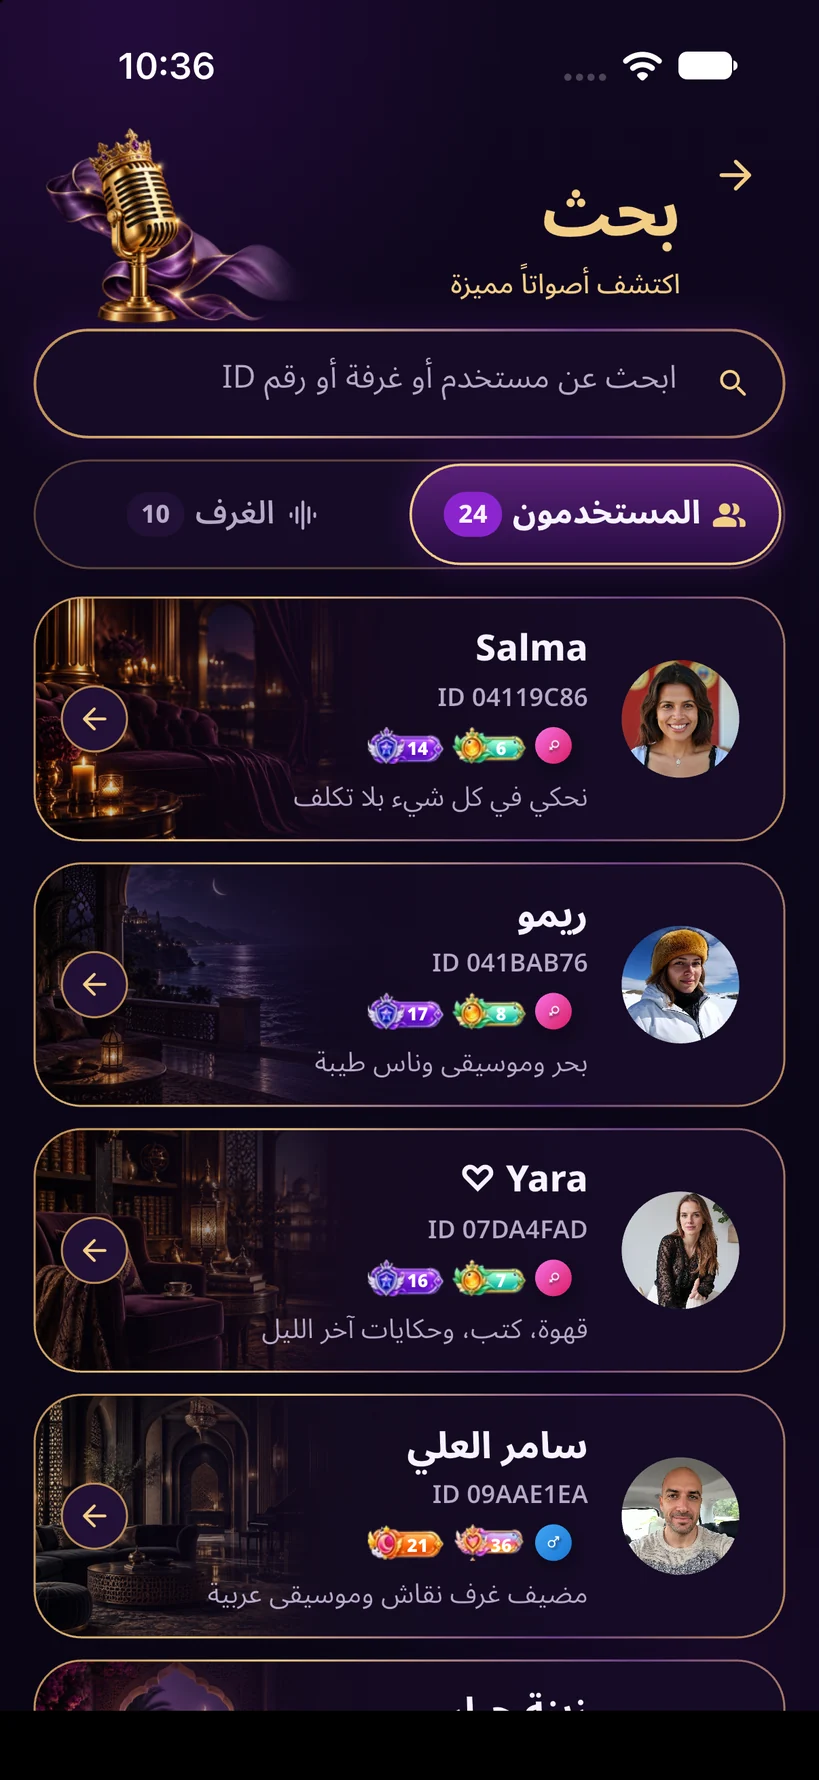 10:36
بحث
اكتشف أصواتاً مميزة
ابحث عن مستخدم أو غرفة أو رقم ID
المستخدمون 24
الغرف 10
Salma
ID 04119C86
6 14
نحكي في كل شيء بلا تكلف
ريمو
ID 041BAB76
8 17
بحر وموسيقى وناس طيبة
Yara ♡
ID 07DA4FAD
7 16
قهوة، كتب، وحكايات آخر الليل
سامر العلي
ID 09AAE1EA
36 21
مضيف غرف نقاش وموسيقى عربية